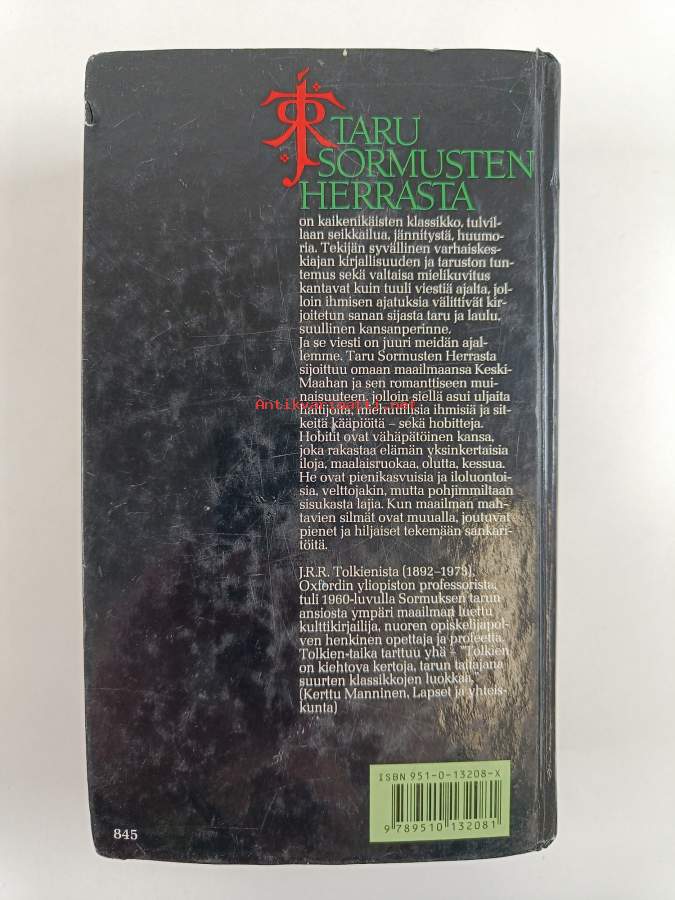 TARU
SORMUSTEN
HERRASTA
on kaikenikäisten klassikko, tulvil-
laan seikkailua, jännitystä, huumo-
ria. Tekijän syvällinen varhaiskes-
kiajan kirjallisuuden ja taruston tun-
temus sekä valtaisa mielikuvitus
kantavat kuin tuuli viestiä ajalta, jol-
loin ihmisen ajatuksia välittivät kir-
joitetun sanan sijasta taru ja laulu,
suullinen kansanperinne.
Ja se viesti on juuri meidän ajal-
lemme. Taru Sormusten Herrasta
sijoittuu omaan maailmaansa Keski-
Maahan ja sen romanttiseen mui-
naisuuteen, jolloin siellä asui uljaita
Antikvariaatti.net
haltijoita, miehuullisia ihmisiä ja sit-
keitä kääpiöitä – sekä hobitteja.
Hobitit ovat vähäpätöinen kansa,
joka rakastaa elämän yksinkertaisia
iloja, maalaisruokaa, olutta, kessua.
He ovat pienikasvuisia ja iloluontoi-
sia, velttojakin, mutta pohjimmiltaan
sisukasta lajia. Kun maailman mah-
tavien silmät ovat muualla, joutuvat
pienet ja hiljaiset tekemään sankari-
töitä.
J.R.R. Tolkienista (1892–1973),
Oxfordin yliopiston professorista,
tuli 1960-luvulla Sormuksen tarun
ansiosta ympäri maailman luettu
kulttikirjailija, nuoren opiskelijapol-
ven henkinen opettaja ja profeetta.
Tolkien-taika tarttuu yhä – "Tolkien
on kiehtova kertoja, tarun taitajana
suurten klassikkojen luokkaa."
(Kerttu Manninen, Lapset ja yhteis-
kunta)
ISBN 951-0-13208-X
9 789510 132081
845